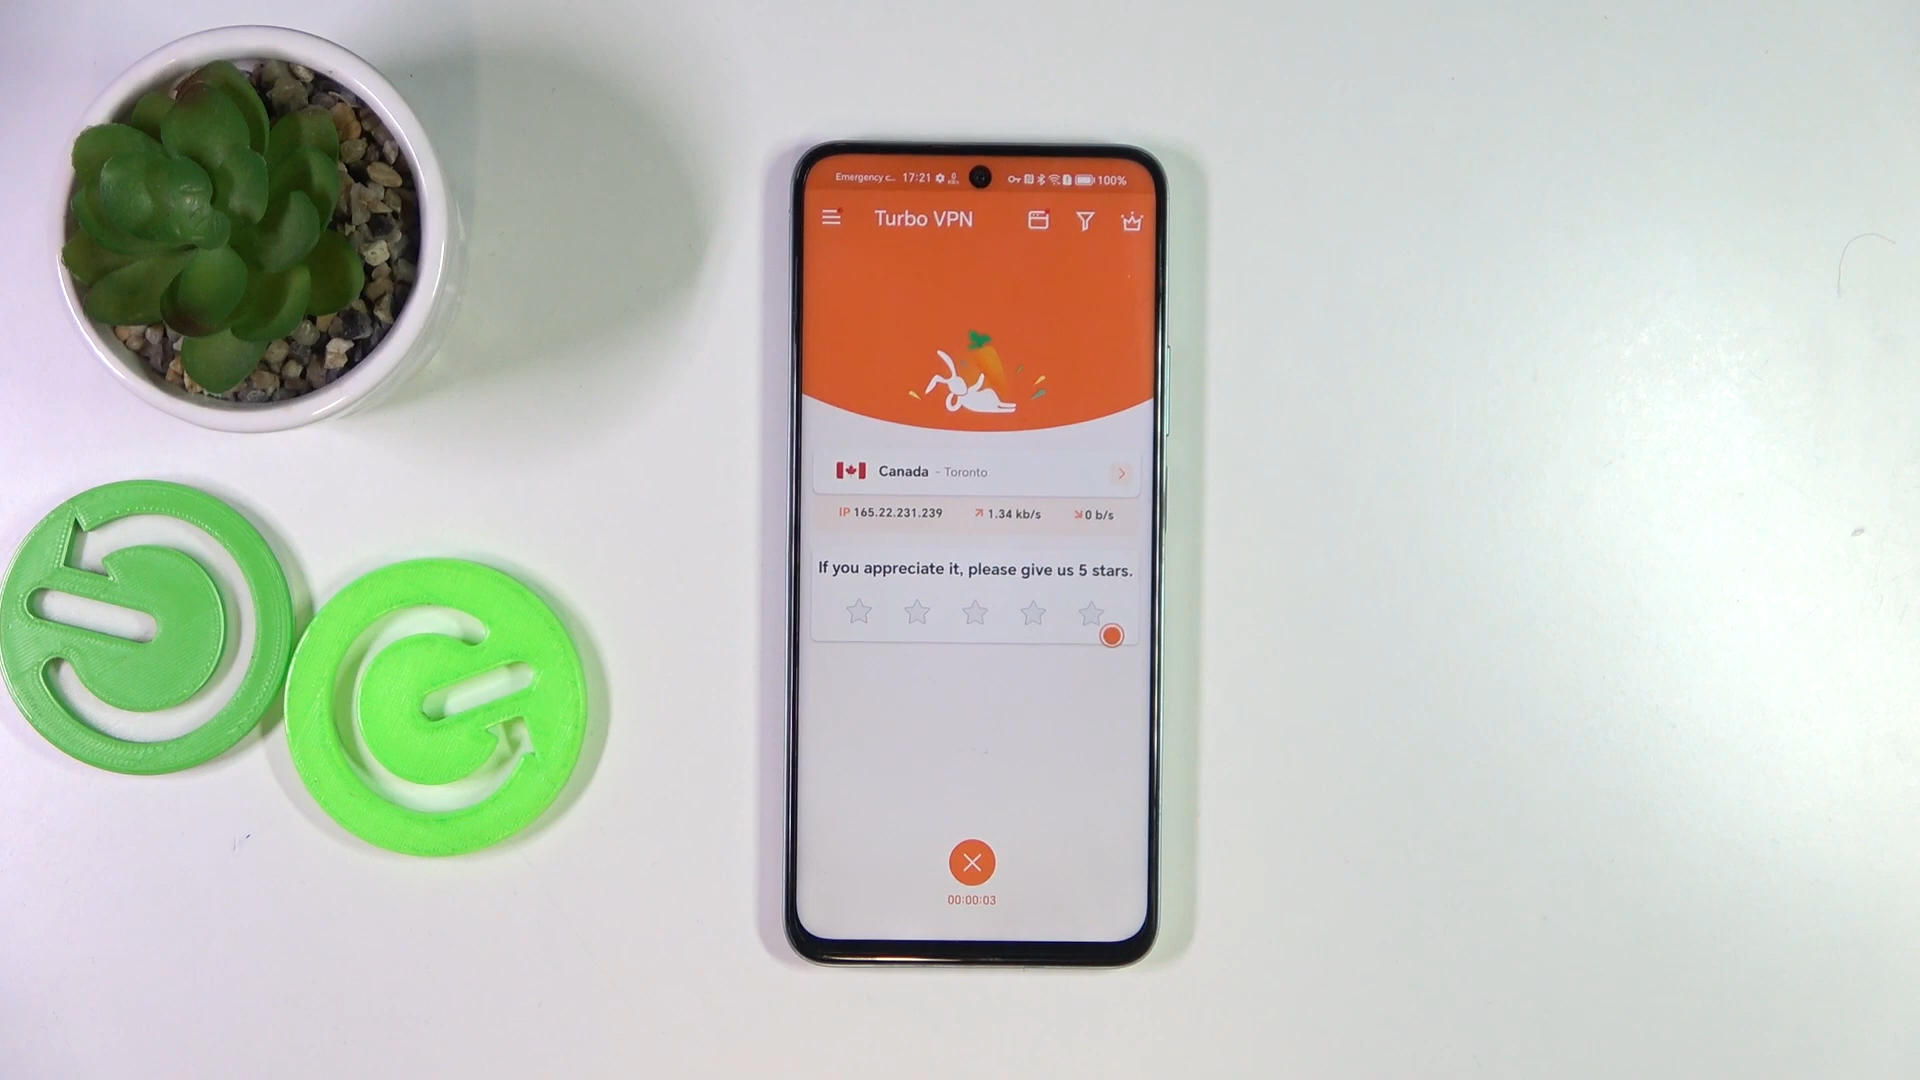 Emergency c... 17:21 100%
Turbo VPN
Canada - Toronto
IP 165.22.231.239 1.34 kb/s 0 b/s
If you appreciate it, please give us 5 stars.
00:00:03